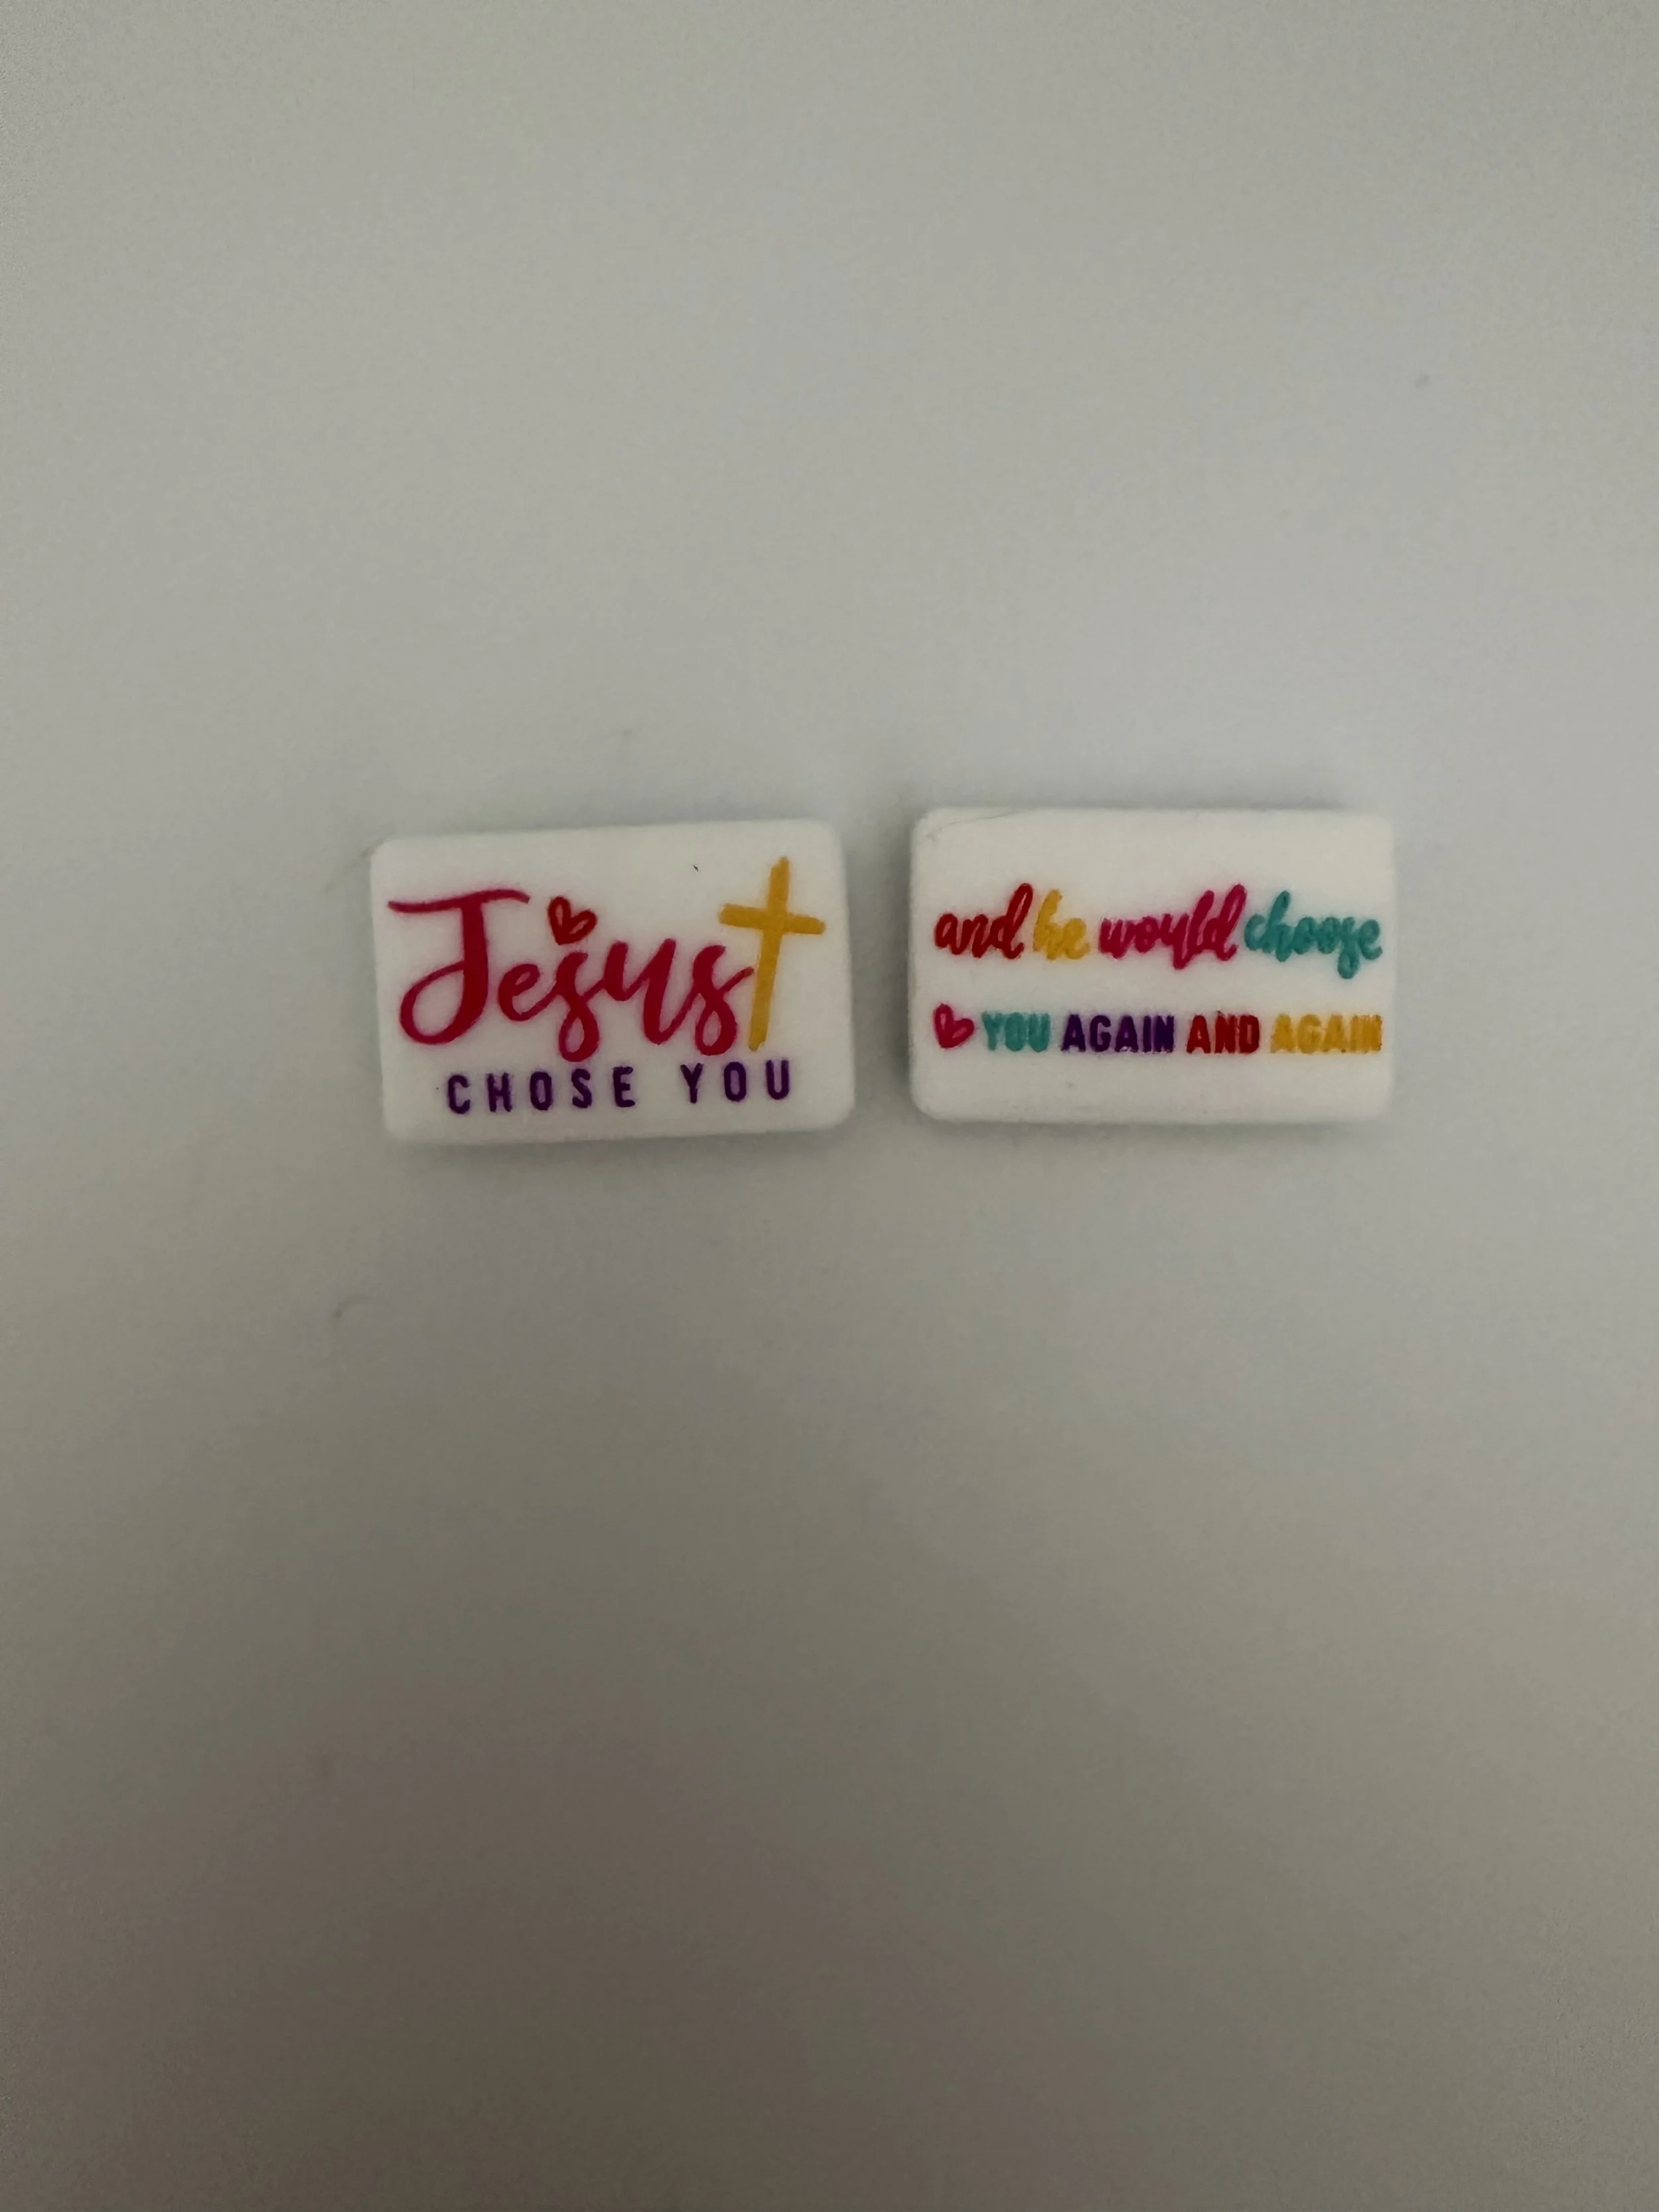 Jesus
CHOSE YOU
and he would choose
YOU AGAIN AND AGAIN